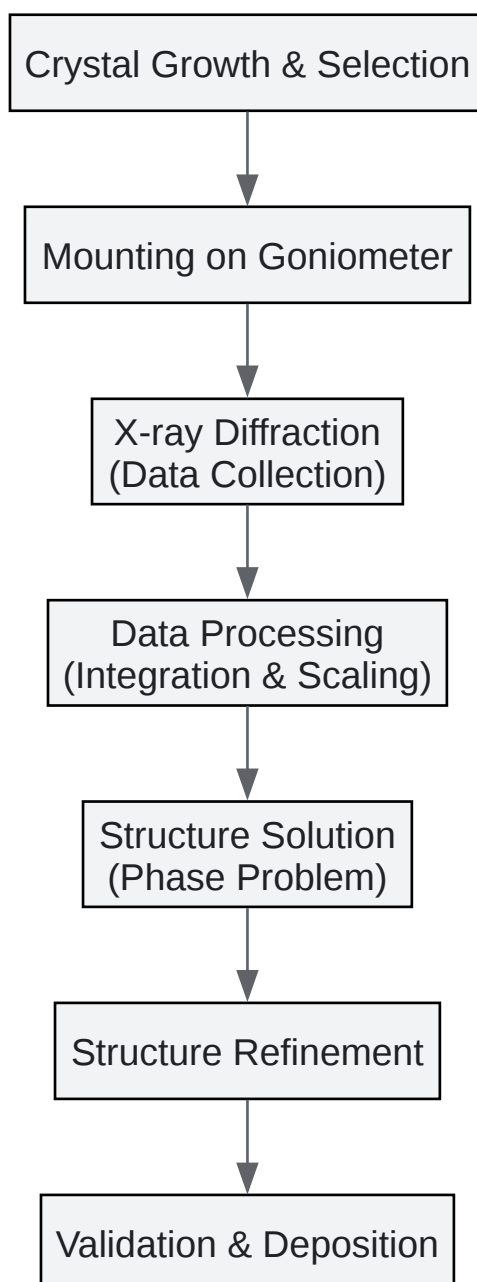 Crystal Growth & Selection
Mounting on Goniometer
X-ray Diffraction
(Data Collection)
Data Processing
(Integration & Scaling)
Structure Solution
(Phase Problem)
Structure Refinement
Validation & Deposition